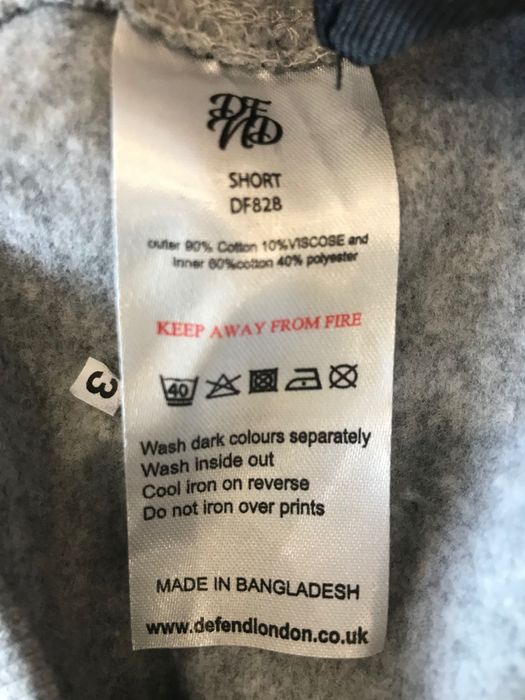 DF
ND
SHORT
DF828
outer 90% Cotton 10%VISCOSE and
Inner 60%cotton 40% polyester
KEEP AWAY FROM FIRE
40
3
Wash dark colours separately
Wash inside out
Cool iron on reverse
Do not iron over prints
MADE IN BANGLADESH
www.defendlondon.co.uk